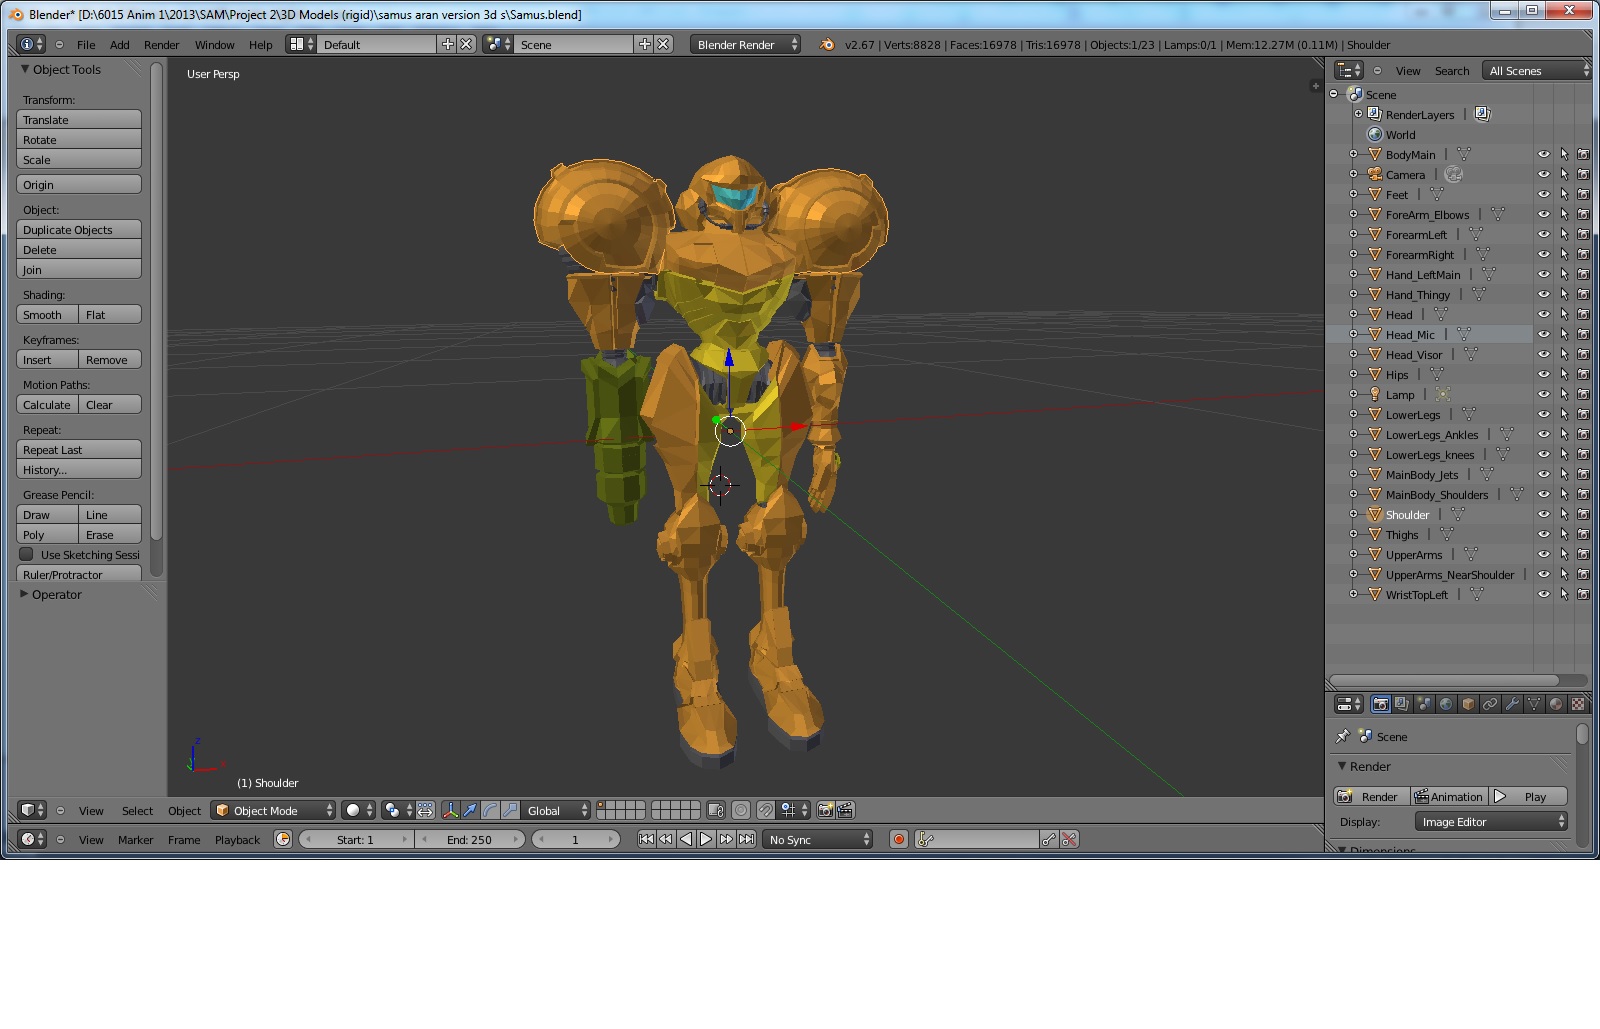 Blender* [D:\6015 Anim 1\2013\SAM\Project 2\3D Models (rigid)\samus aran version 3d s\Samus.blend]
File Add Render Window Help Default Scene Blender Render v2.67 | Verts:8828 | Faces:16978 | Tris:16978 | Objects:1/23 | Lamps:0/1 | Mem:12.27M (0.11M) | Shoulder
Object Tools
Transform:
Translate
Rotate
Scale
Origin
Object:
Duplicate Objects
Delete
Join
Shading:
Smooth Flat
Keyframes:
Insert Remove
Motion Paths:
Calculate Clear
Repeat:
Repeat Last
History...
Grease Pencil:
Draw Line
Poly Erase
Use Sketching Sessi
Ruler/Protractor
Operator
User Persp
z
x
(1) Shoulder
View Select Object Object Mode Global
View Marker Frame Playback Start: 1 End: 250 1 No Sync
View Search All Scenes
Scene
RenderLayers
World
BodyMain
Camera
Feet
ForeArm_Elbows
ForearmLeft
ForearmRight
Hand_LeftMain
Hand_Thingy
Head
Head_Mic
Head_Visor
Hips
Lamp
LowerLegs
LowerLegs_Ankles
LowerLegs_knees
MainBody_Jets
MainBody_Shoulders
Shoulder
Thighs
UpperArms
UpperArms_NearShoulder
WristTopLeft
Scene
Render
Render Animation Play
Display: Image Editor
Dimensions